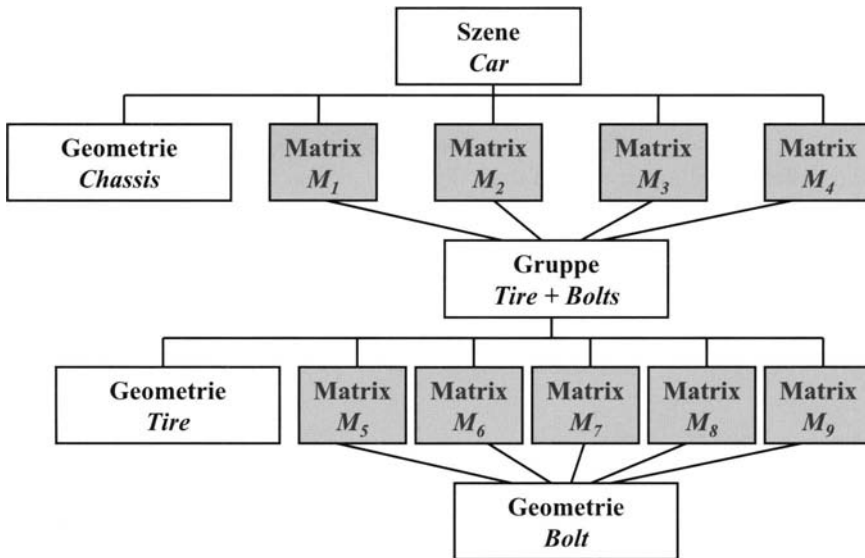 Szene
Car
Geometrie
Chassis
Matrix
M₁
Matrix
M₂
Matrix
M₃
Matrix
M₄
Gruppe
Tire + Bolts
Geometrie
Tire
Matrix
M₅
Matrix
M₆
Matrix
M₇
Matrix
M₈
Matrix
M₉
Geometrie
Bolt